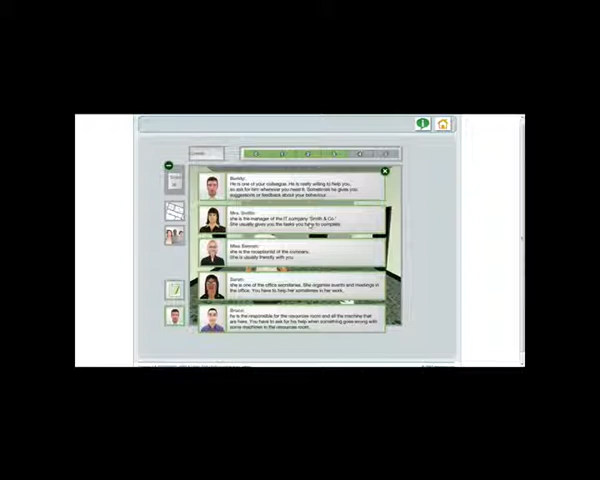 He is one of your colleague. He is really willing to help you,
so ask for him whenever you need it. Sometimes he gives you
suggestions or feedback about your behaviour.
Mrs. Smith:
she is the manager of the IT company "Smith & Co."
She usually gives you the tasks you have to complete.
Miss
she is the receptionist of the company.
She is usually friendly with you.
Sarah:
she is one of the office secretaries. She organise events and meetings in
the office. You have to help her sometimes in her work.
Bruce:
he is the responsible for the resources room and all the machine that
are here. You have to ask for his help when something goes wrong with
some machines in the resources room.